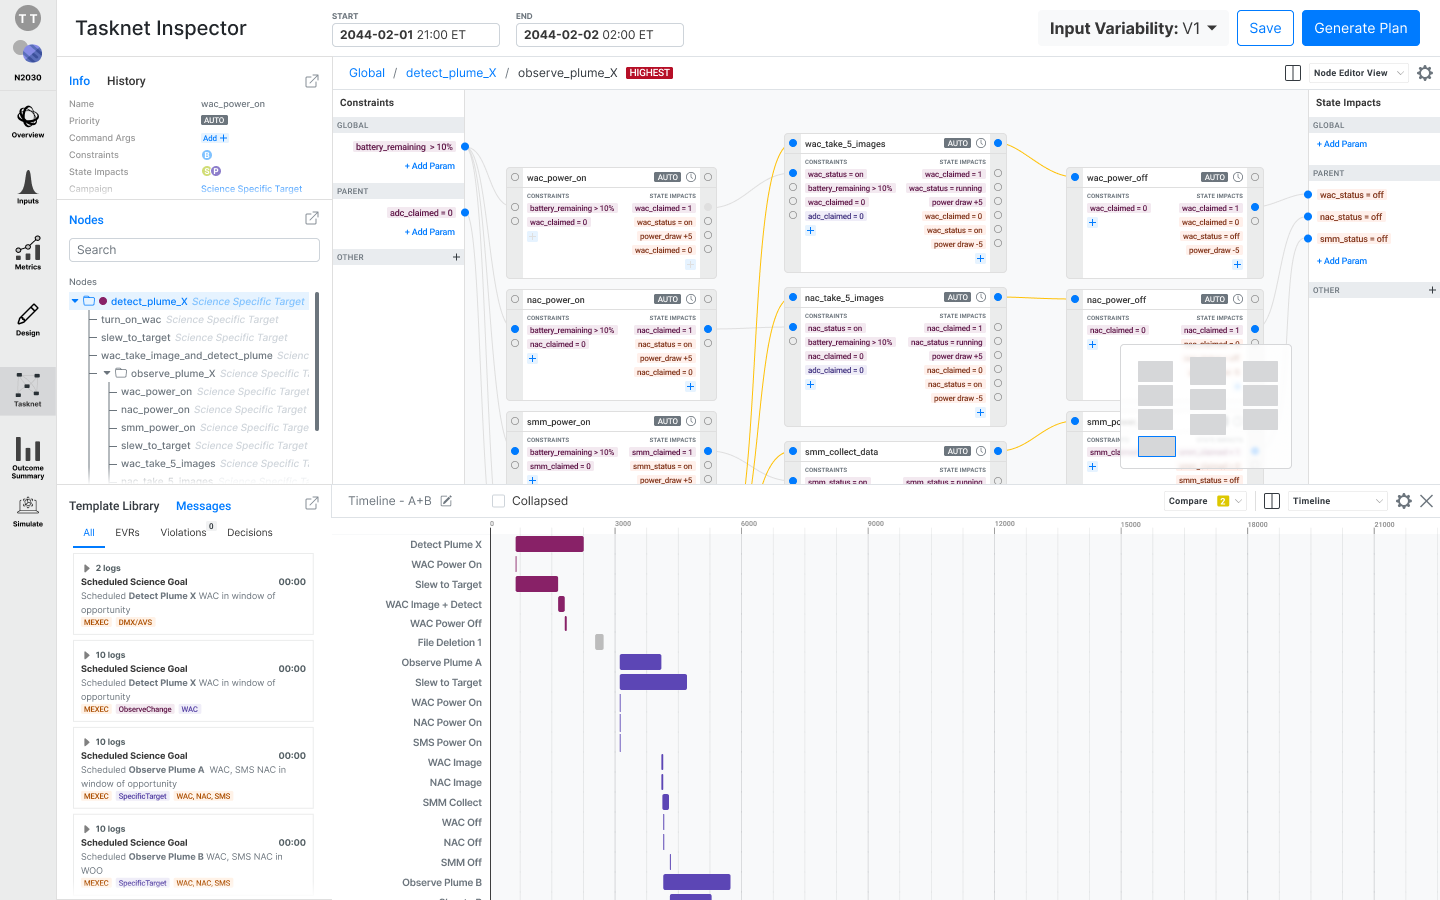 TT
N2030
Overview
Inputs
Metrics
Design
Tasknet
Outcome
Summary
Simulate
Tasknet Inspector
START
2044-02-01 21:00 ET
END
2044-02-02 02:00 ET
Input Variability: V1
Save
Generate Plan
Info
History
Name wac_power_on
Priority AUTO
Command Args Add +
Constraints B
State Impacts S P
Campaign Science Specific Target
Nodes
Search
Nodes
detect_plume_X Science Specific Target
turn_on_wac Science Specific Target
slew_to_target Science Specific Target
wac_take_image_and_detect_plume Scienc
observe_plume_X Science Specific T
wac_power_on Science Specific Target
nac_power_on Science Specific Target
smm_power_on Science Specific Target
slew_to_target Science Specific Target
wac_take_5_images Science Specific T
nac_take_5_images Science Specific T
Global / detect_plume_X / observe_plume_X HIGHEST
Node Editor View
Constraints
GLOBAL
battery_remaining > 10%
+ Add Param
PARENT
adc_claimed = 0
+ Add Param
OTHER +
wac_power_on AUTO
CONSTRAINTS STATE IMPACTS
battery_remaining > 10% wac_claimed = 1
wac_claimed = 0 wac_status = on
+ power_draw +5
wac_claimed = 0
+
nac_power_on AUTO
CONSTRAINTS STATE IMPACTS
battery_remaining > 10% nac_claimed = 1
nac_claimed = 0 nac_status = on
+ power_draw +5
nac_claimed = 0
+
smm_power_on AUTO
CONSTRAINTS STATE IMPACTS
battery_remaining > 10% smm_claimed = 1
smm_claimed = 0 smm_status = on
+ power_draw +5
wac_take_5_images AUTO
CONSTRAINTS STATE IMPACTS
wac_status = on wac_claimed = 1
battery_remaining > 10% wac_status = running
wac_claimed = 0 power_draw +5
adc_claimed = 0 wac_claimed = 0
+ wac_status = on
power draw -5
+
nac_take_5_images AUTO
CONSTRAINTS STATE IMPACTS
nac_status = on nac_claimed = 1
battery_remaining > 10% nac_status = running
nac_claimed = 0 power_draw +5
adc_claimed = 0 nac_claimed = 0
+ nac_status = on
power_draw -5
+
smm_collect_data AUTO
CONSTRAINTS STATE IMPACTS
smm_status = on smm_claimed = 1
wac_power_off AUTO
CONSTRAINTS STATE IMPACTS
wac_claimed = 0 wac_claimed = 1
+ wac_claimed = 0
wac_status = off
power_draw -5
+
nac_power_off AUTO
CONSTRAINTS STATE IMPACTS
nac_claimed = 0 nac_claimed = 1
+ nac_claimed = 0
smm_po
CONSTRAIN
smm_cla
+
smm_status = off
State Impacts
GLOBAL
+ Add Param
PARENT
wac_status = off
nac_status = off
smm_status = off
+ Add Param
OTHER +
Template Library
Messages
All EVRs Violations 0 Decisions
2 logs
Scheduled Science Goal 00:00
Scheduled Detect Plume X WAC in window of
opportunity
MEXEC DMX/AVS
10 logs
Scheduled Science Goal 00:00
Scheduled Detect Plume X WAC in window of
opportunity
MEXEC ObserveChange WAC
10 logs
Scheduled Science Goal 00:00
Scheduled Observe Plume A WAC, SMS NAC in
window of opportunity
MEXEC SpecificTarget WAC, NAC, SMS
10 logs
Scheduled Science Goal 00:00
Scheduled Observe Plume B WAC, SMS NAC in
WOO
MEXEC SpecificTarget WAC, NAC, SMS
Timeline - A+B
Collapsed
Compare 2
Timeline
0 3000 6000 9000 12000 15000 18000 21000
Detect Plume X
WAC Power On
Slew to Target
WAC Image + Detect
WAC Power Off
File Deletion 1
Observe Plume A
Slew to Target
WAC Power On
NAC Power On
SMS Power On
WAC Image
NAC Image
SMM Collect
WAC Off
NAC Off
SMM Off
Observe Plume B